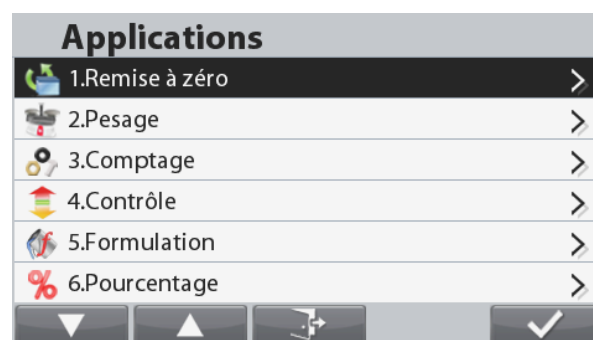 Applications
1.Remise à zéro
2.Pesage
3.Comptage
4.Contrôle
5.Formulation
6.Pourcentage